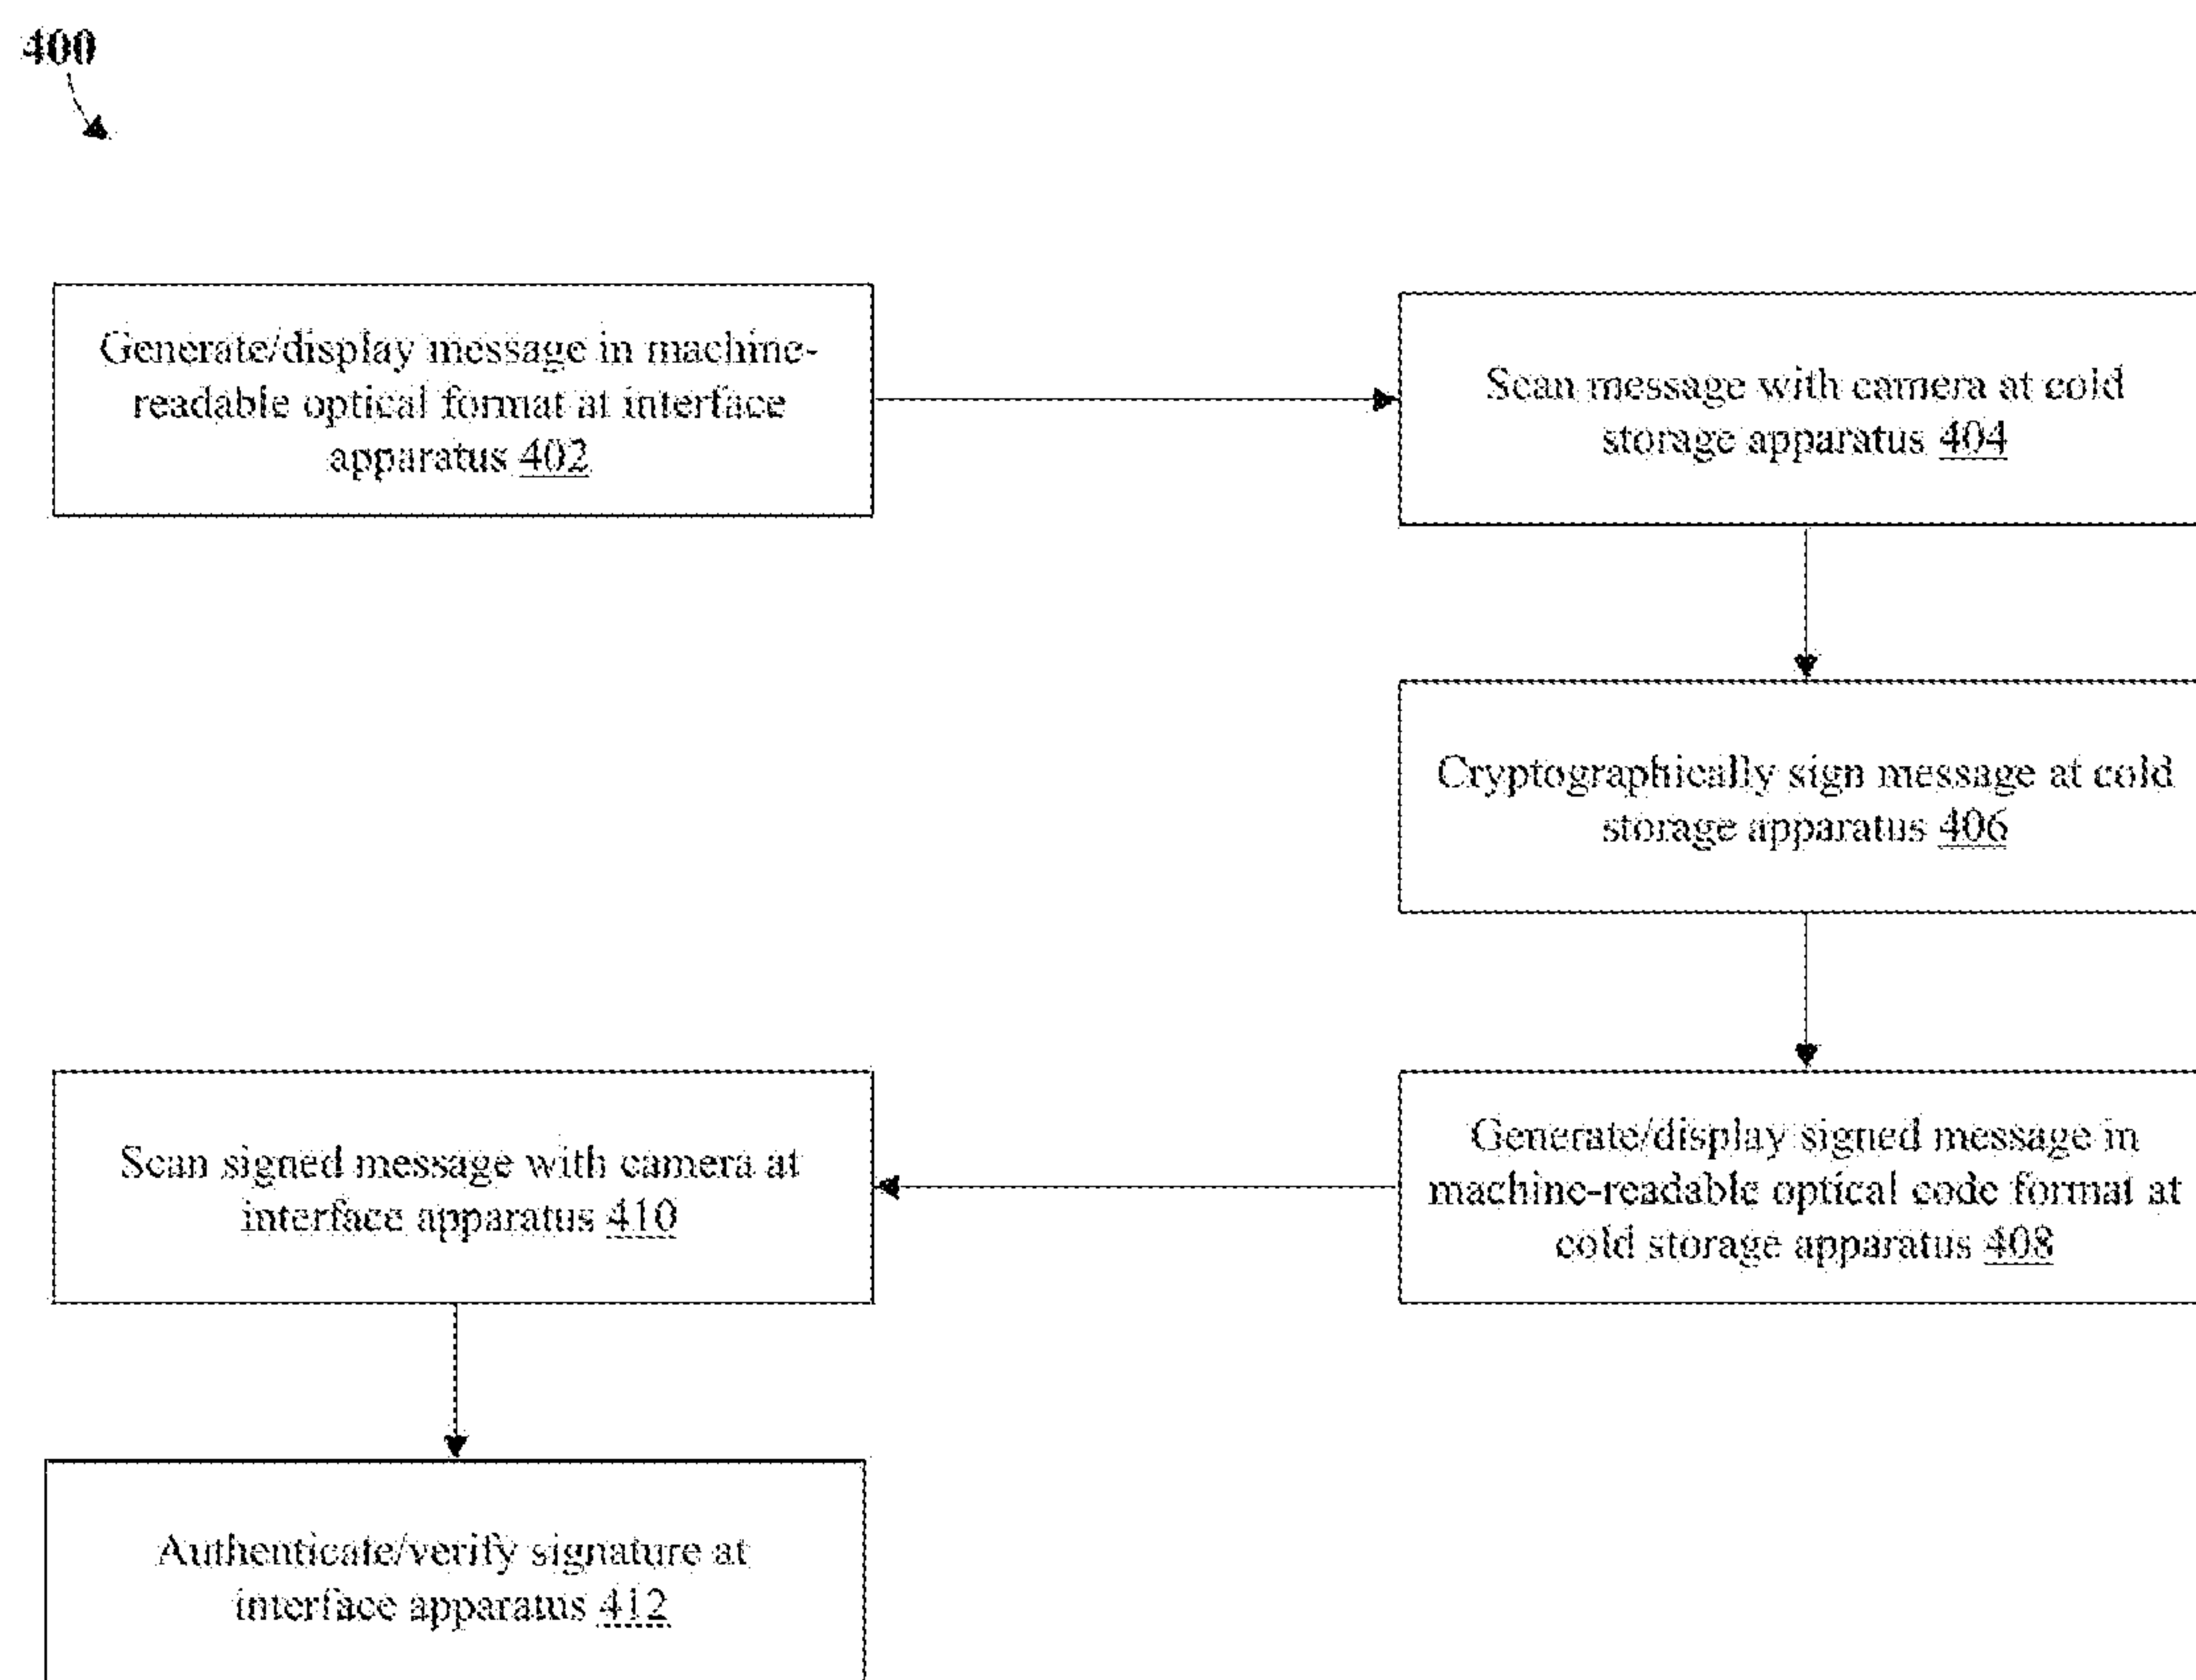 400
Generate/display message in machine-
readable optical format at interface
apparatus 402
Scan message with camera at cold
storage apparatus 404
Cryptographically sign message at cold
storage apparatus 406
Generate/display signed message in
machine-readable optical code format at
cold storage apparatus 408
Scan signed message with camera at
interface apparatus 410
Authenticate/verify signature at
interface apparatus 412